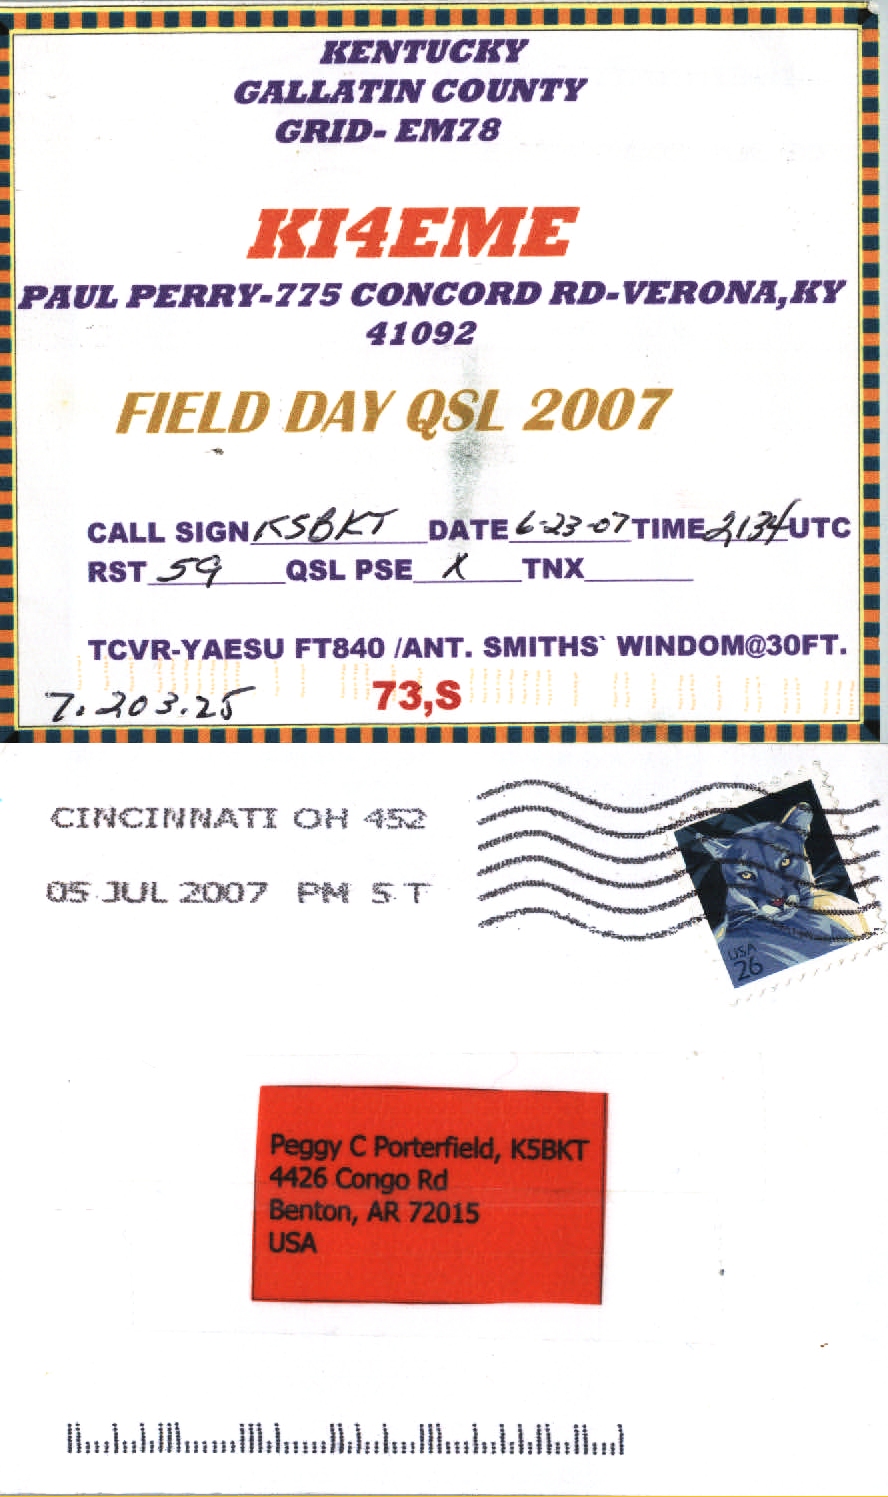 KENTUCKY
GALLATIN COUNTY
GRID- EM78
KI4EME
PAUL PERRY-775 CONCORD RD-VERONA,KY
41092
FIELD DAY QSL 2007
CALL SIGN K5BKT DATE 6-23-07 TIME 2134 UTC
RST 59 QSL PSE X TNX
TCVR-YAESU FT840 /ANT. SMITHS` WINDOM@30FT.
7.203.25 73,S
CINCINNATI OH 452
05 JUL 2007 PM 5 T
USA
26
Peggy C Porterfield, K5BKT
4426 Congo Rd
Benton, AR 72015
USA